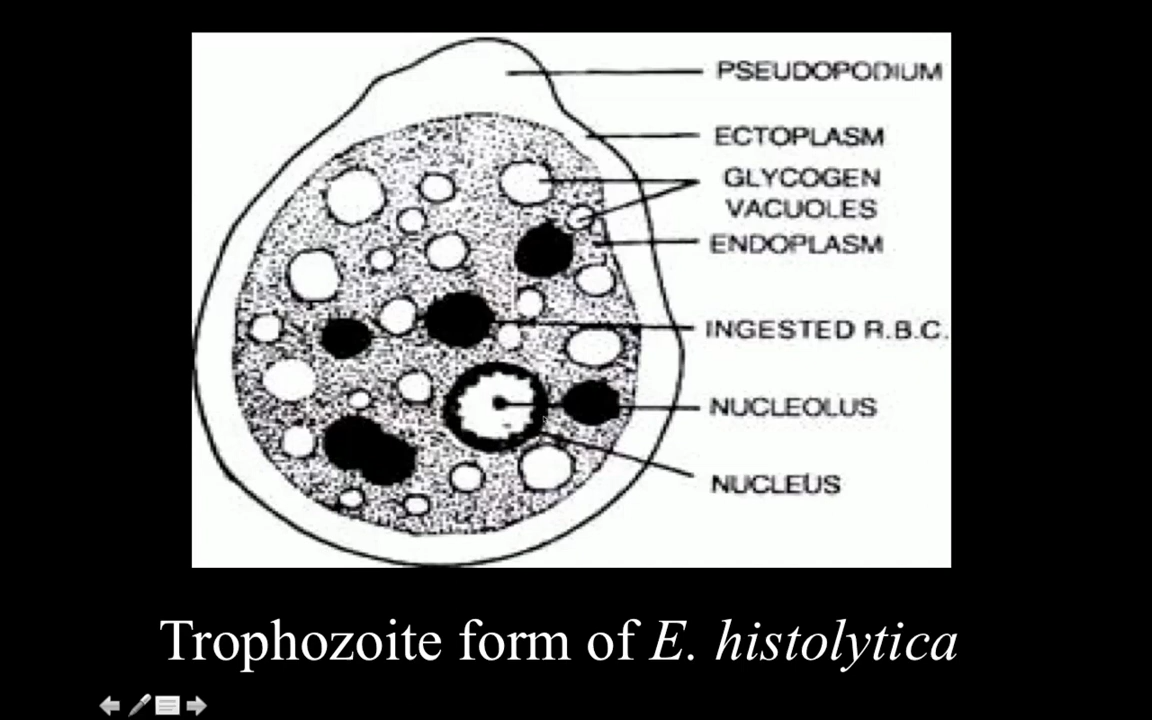 PSEUDOPODIUM
ECTOPLASM
GLYCOGEN
VACUOLES
ENDOPLASM
INGESTED R.B.C.
NUCLEOLUS
NUCLEUS
Trophozoite form of E. histolytica